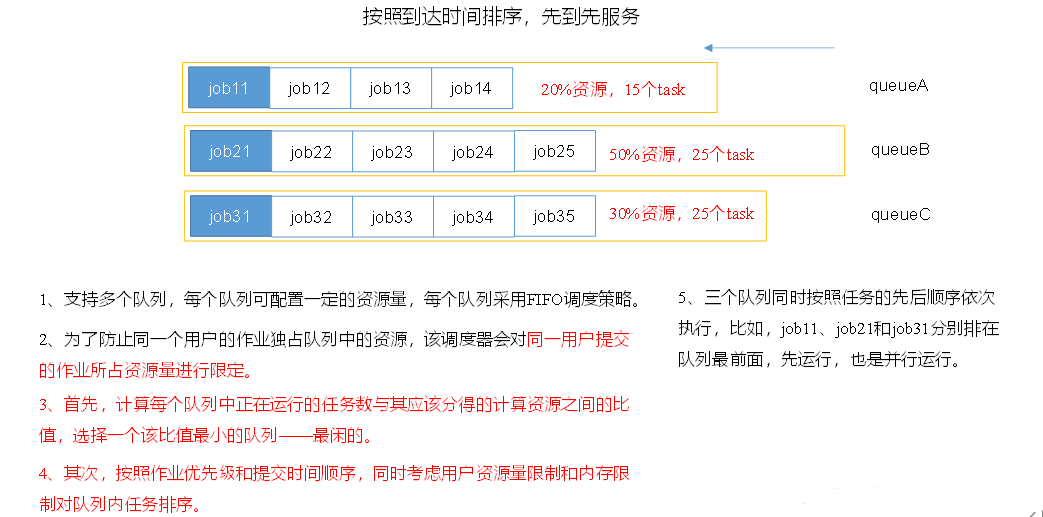 按照到达时间排序，先到先服务
job11 job12 job13 job14 20%资源，15个task queueA
job21 job22 job23 job24 job25 50%资源，25个task queueB
job31 job32 job33 job34 job35 30%资源，25个task queueC
1、支持多个队列，每个队列可配置一定的资源量，每个队列采用FIFO调度策略。
2、为了防止同一个用户的作业独占队列中的资源，该调度器会对同一用户提交
的作业所占资源量进行限定。
3、首先，计算每个队列中正在运行的任务数与其应该分得的计算资源之间的比
值，选择一个该比值最小的队列——最闲的。
4、其次，按照作业优先级和提交时间顺序，同时考虑用户资源量限制和内存限
制对队列内任务排序。
5、三个队列同时按照任务的先后顺序依次
执行，比如，job11、job21和job31分别排在
队列最前面，先运行，也是并行运行。